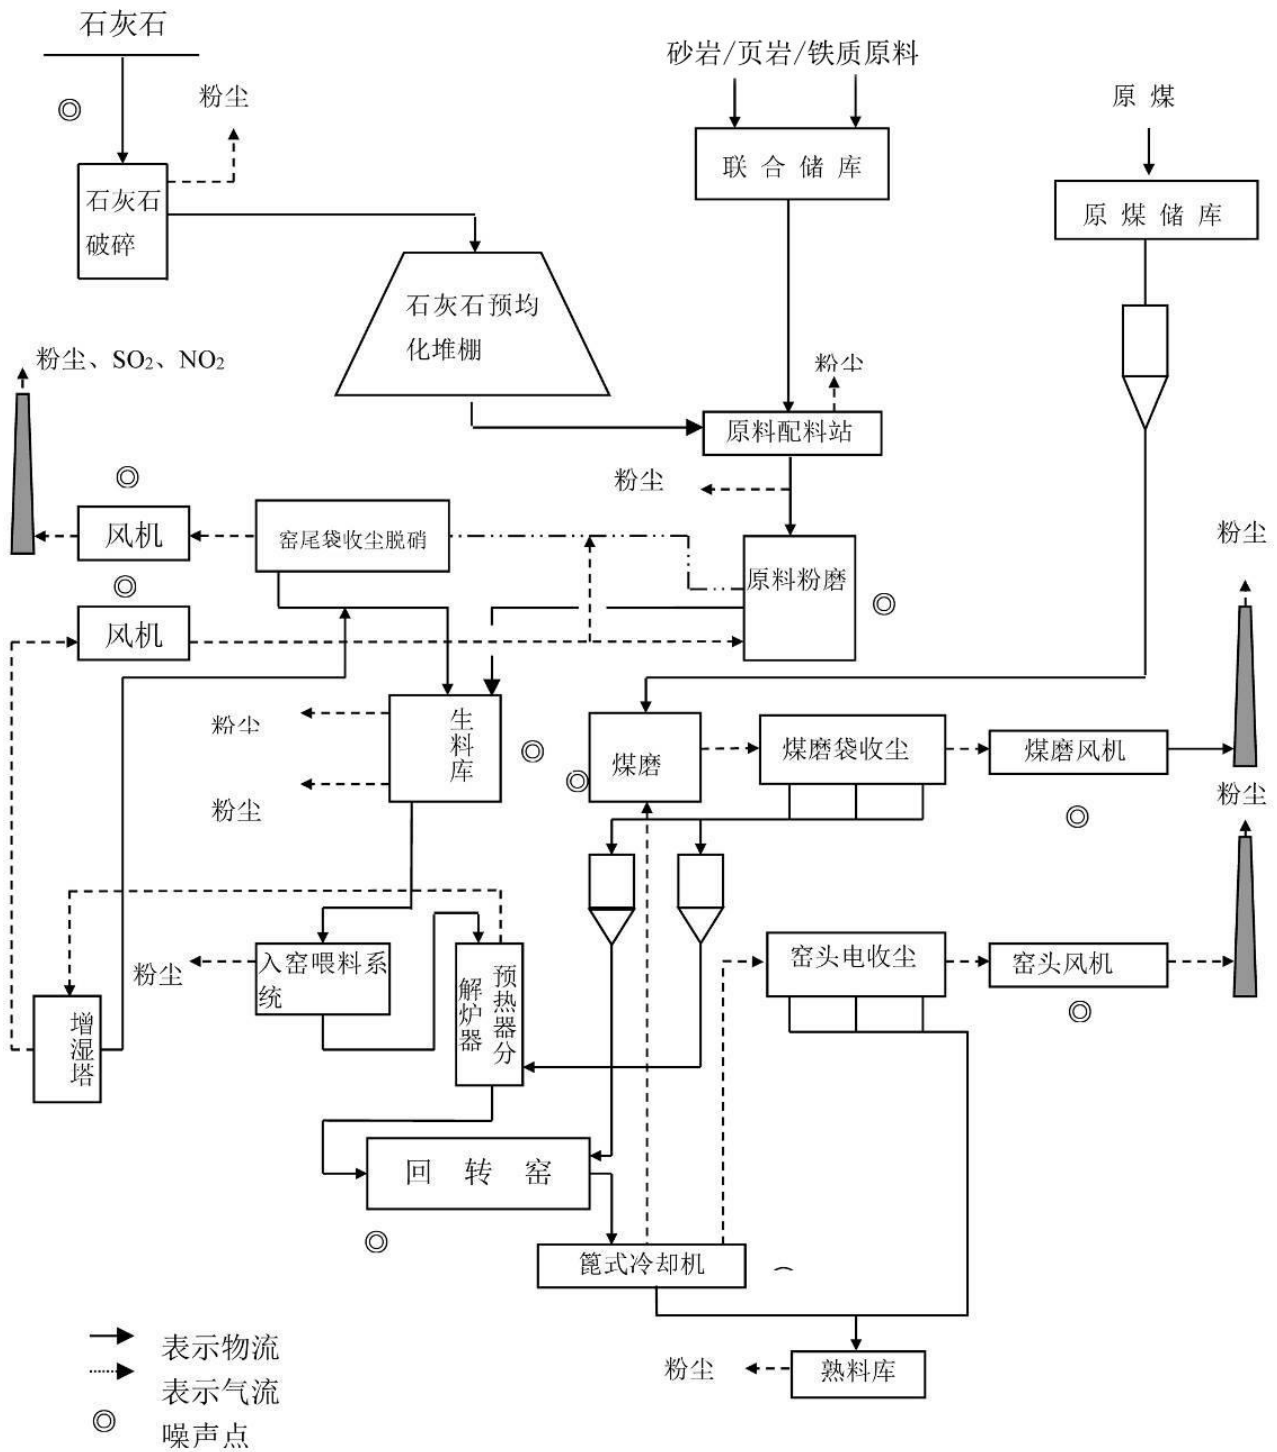 石灰石
砂岩/页岩/铁质原料
原 煤
粉尘
联 合 储 库
石灰石
破碎
原 煤 储 库
石灰石预均
化堆棚
粉尘、SO₂、NO₂
粉尘
原料配料站
粉尘
风机
窑尾袋收尘脱硝
原料粉磨
粉尘
风机
粉尘
生料库
煤磨
煤磨袋收尘
煤磨风机
粉尘
粉尘
入窑喂料系
统
粉尘
预热器分
解炉器
窑头电收尘
窑头风机
增湿塔
回 转 窑
篦式冷却机
粉尘
熟料库
表示物流
表示气流
噪声点